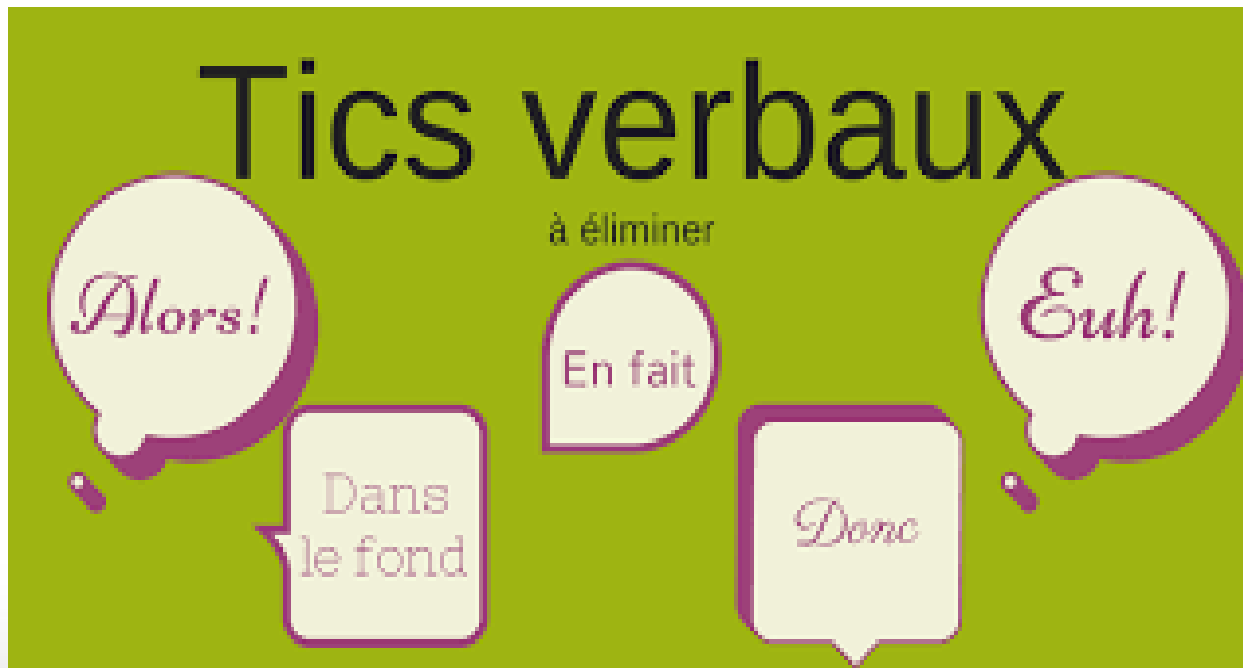 Tics verbaux
à éliminer
Alors!
En fait
Euh!
Dans
le fond
Donc